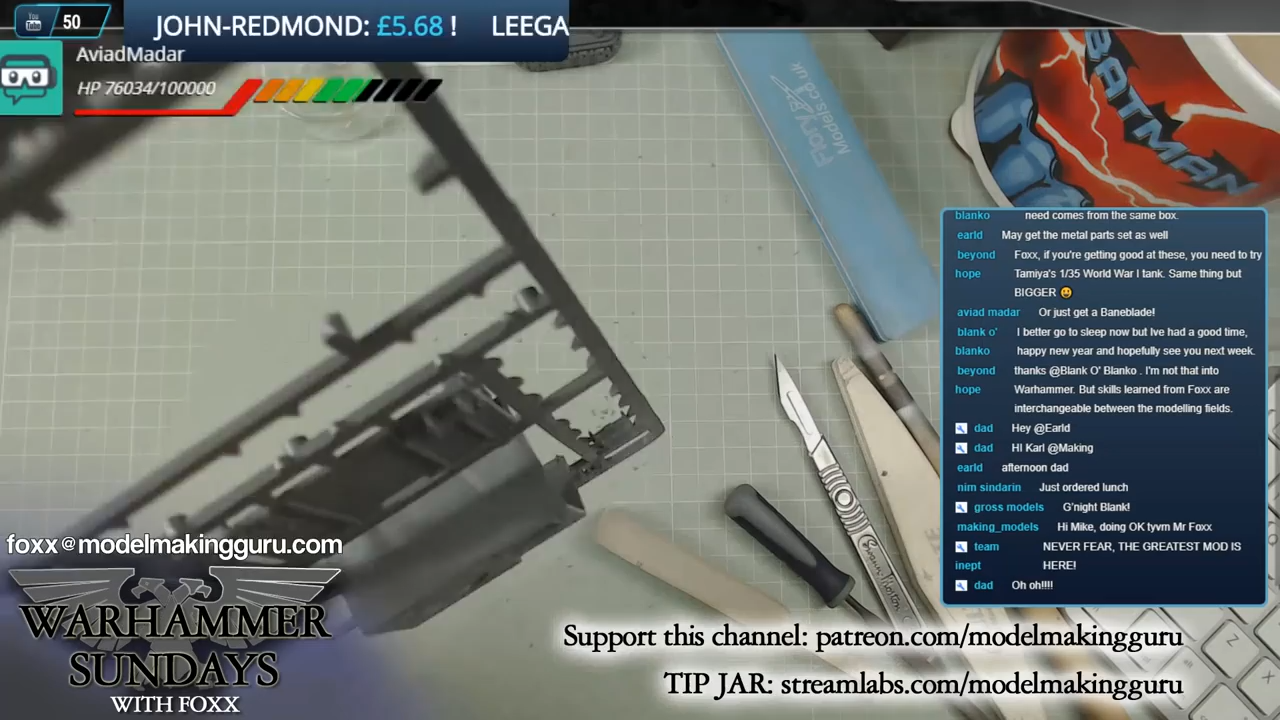 50
JOHN-REDMOND: £5.68 ! LEEGA
AviadMadar
HP 76034/100000
Flory
Models.co.uk
BATMAN
blanko need comes from the same box.
earld May get the metal parts set as well
beyond Foxx, if you're getting good at these, you need to try
hope Tamiya's 1/35 World War I tank. Same thing but
BIGGER 😃
aviad madar Or just get a Baneblade!
blank o' I better go to sleep now but Ive had a good time,
blanko happy new year and hopefully see you next week.
beyond thanks @Blank O' Blanko . I'm not that into
hope Warhammer. But skills learned from Foxx are
interchangeable between the modelling fields.
dad Hey @Earld
dad HI Karl @Making
earld afternoon dad
nim sindarin Just ordered lunch
gross models G'night Blank!
making_models Hi Mike, doing OK tyvm Mr Foxx
team NEVER FEAR, THE GREATEST MOD IS
inept HERE!
dad Oh oh!!!!
foxx@modelmakingguru.com
WARHAMMER
SUNDAYS
WITH FOXX
Support this channel: patreon.com/modelmakingguru
TIP JAR: streamlabs.com/modelmakingguru